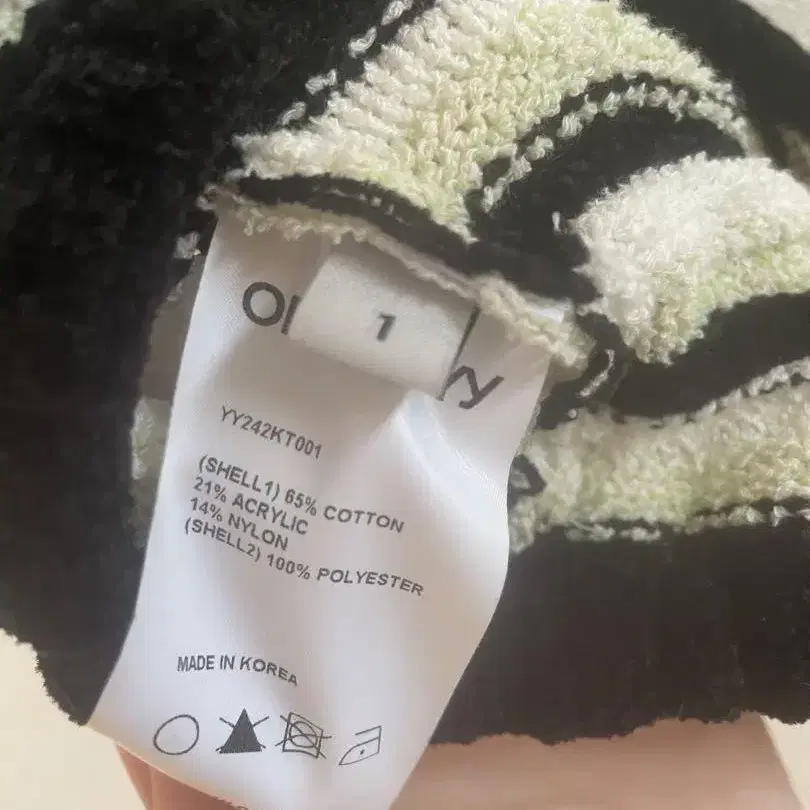 1
YY242KT001
(SHELL1) 65% COTTON
21% ACRYLIC
14% NYLON
(SHELL2) 100% POLYESTER
MADE IN KOREA